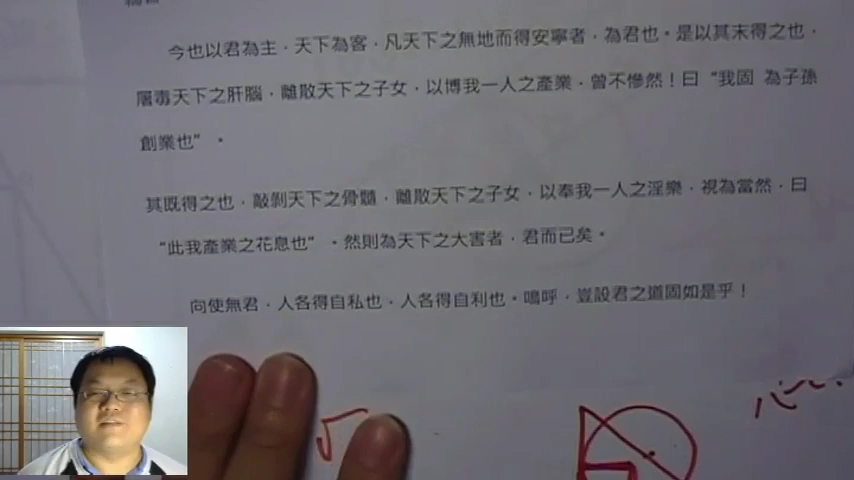 今也以君為主，天下為客，凡天下之無地而得安寧者，為君也。是以其末得之也，
屠毒天下之肝腦，離散天下之子女，以博我一人之產業，曾不慘然！曰“我固 為子孫
創業也”。
其既得之也，敲剝天下之骨髓，離散天下之子女，以奉我一人之淫樂，視為當然，曰
“此我產業之花息也”。然則為天下之大害者，君而已矣。
向使無君，人各得自私也，人各得自利也。鳴呼，豈設君之道固如是乎！